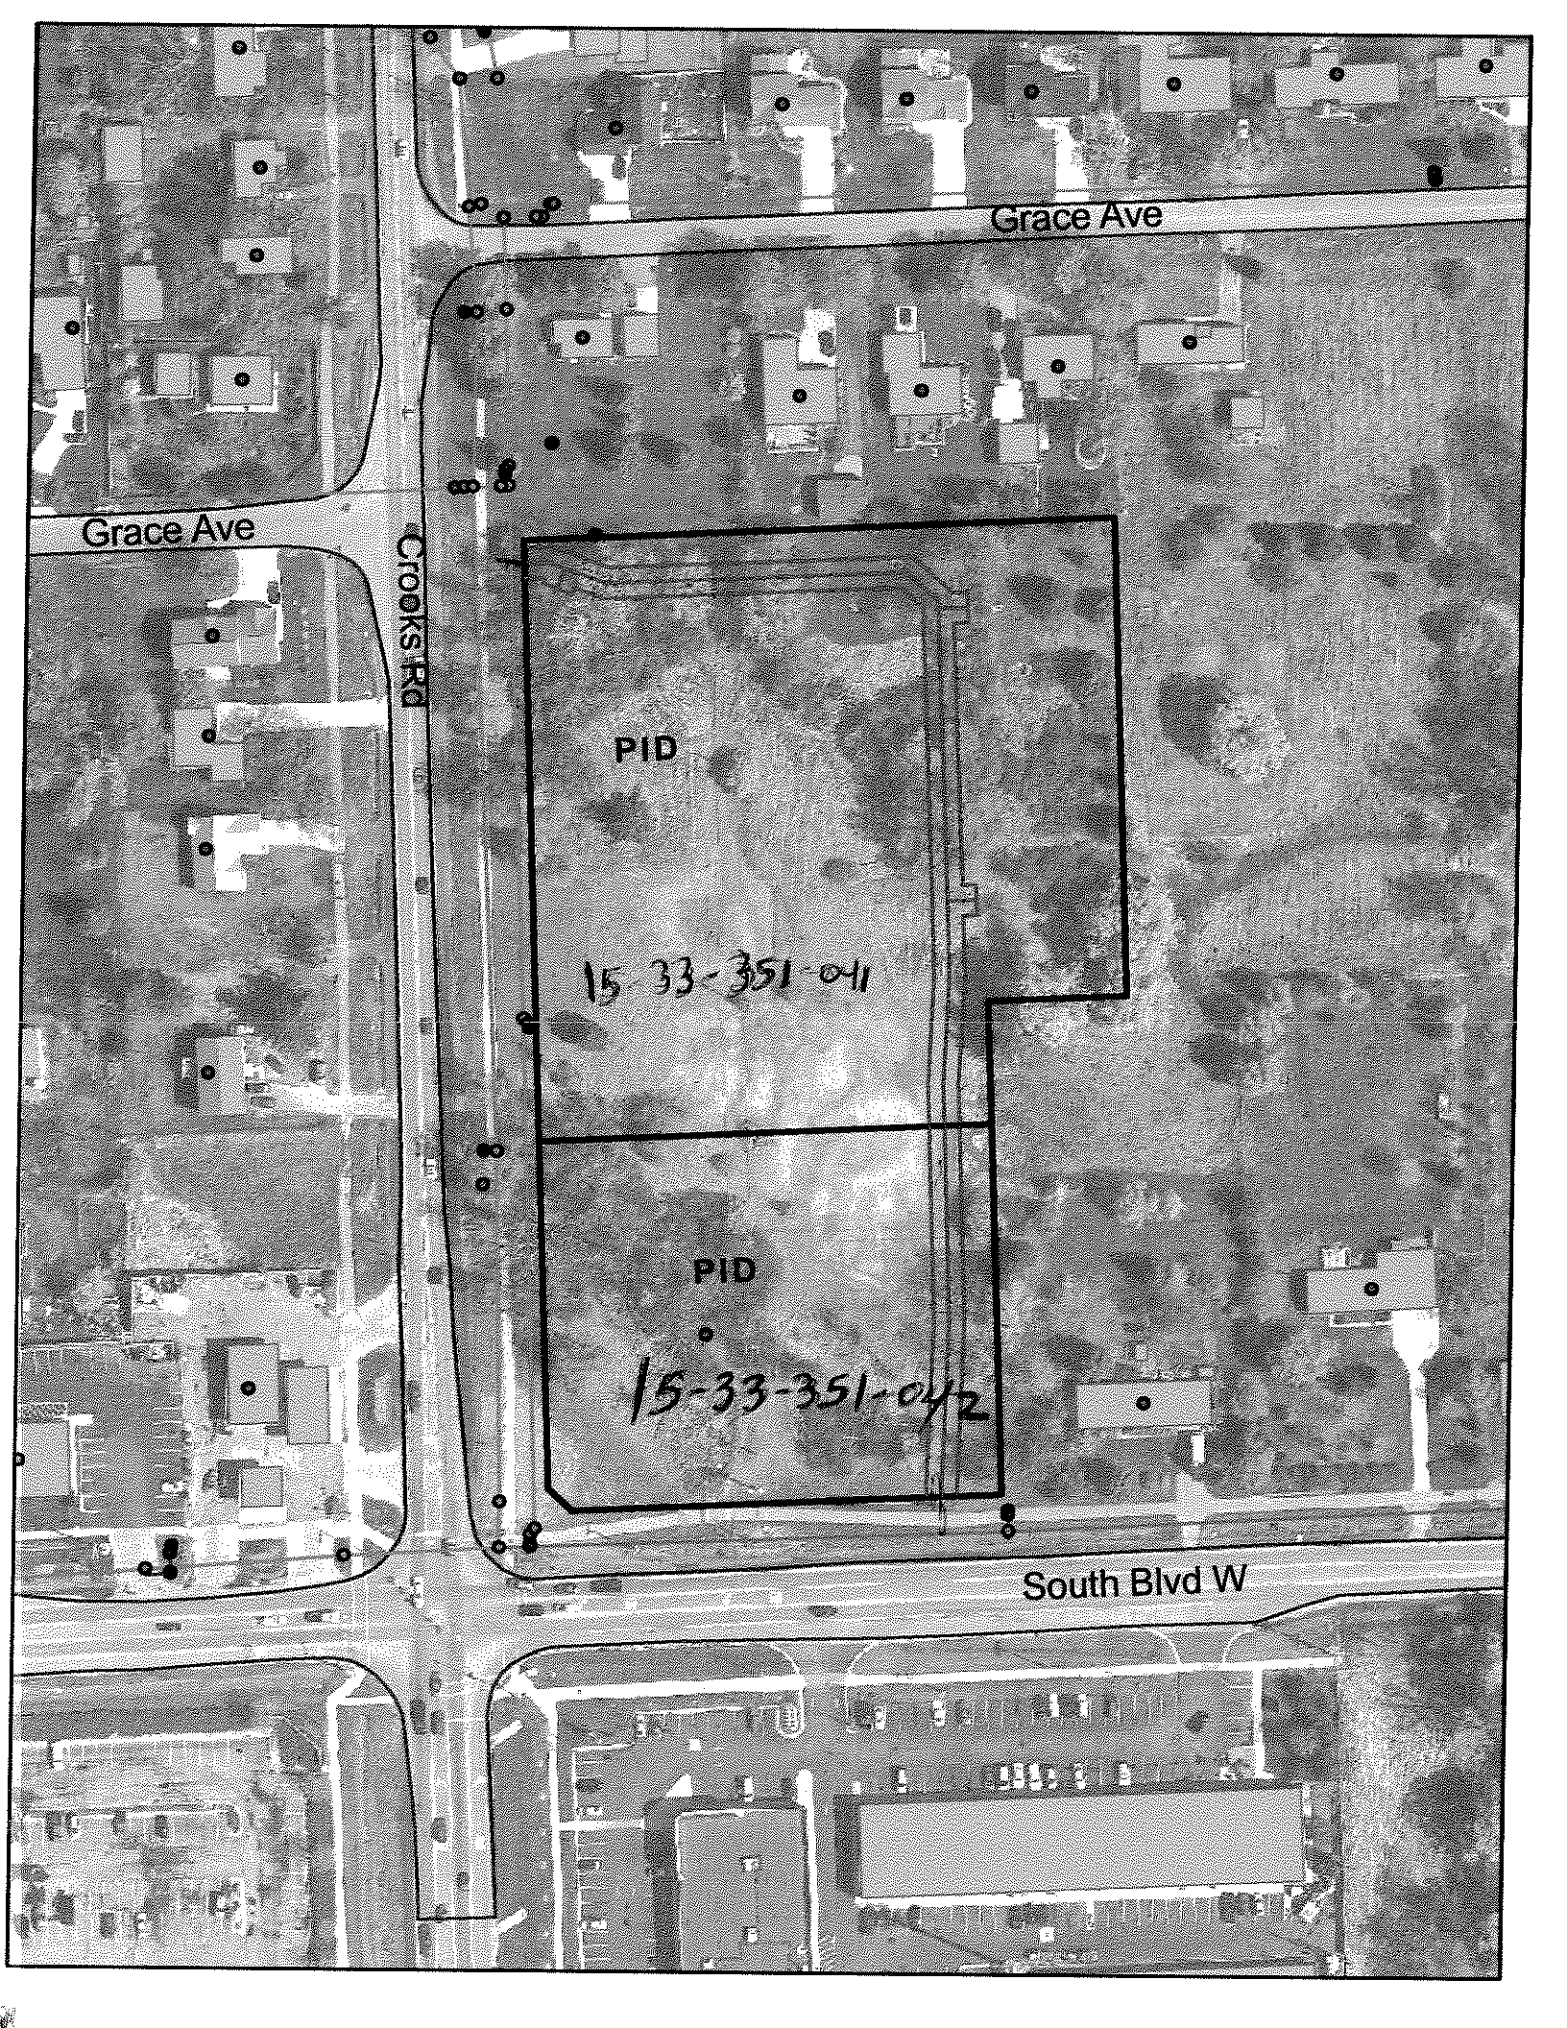 Grace Ave
Grace Ave
Crooks Rd
PID
15 33-351-041
PID
15-33-351-042
South Blvd W